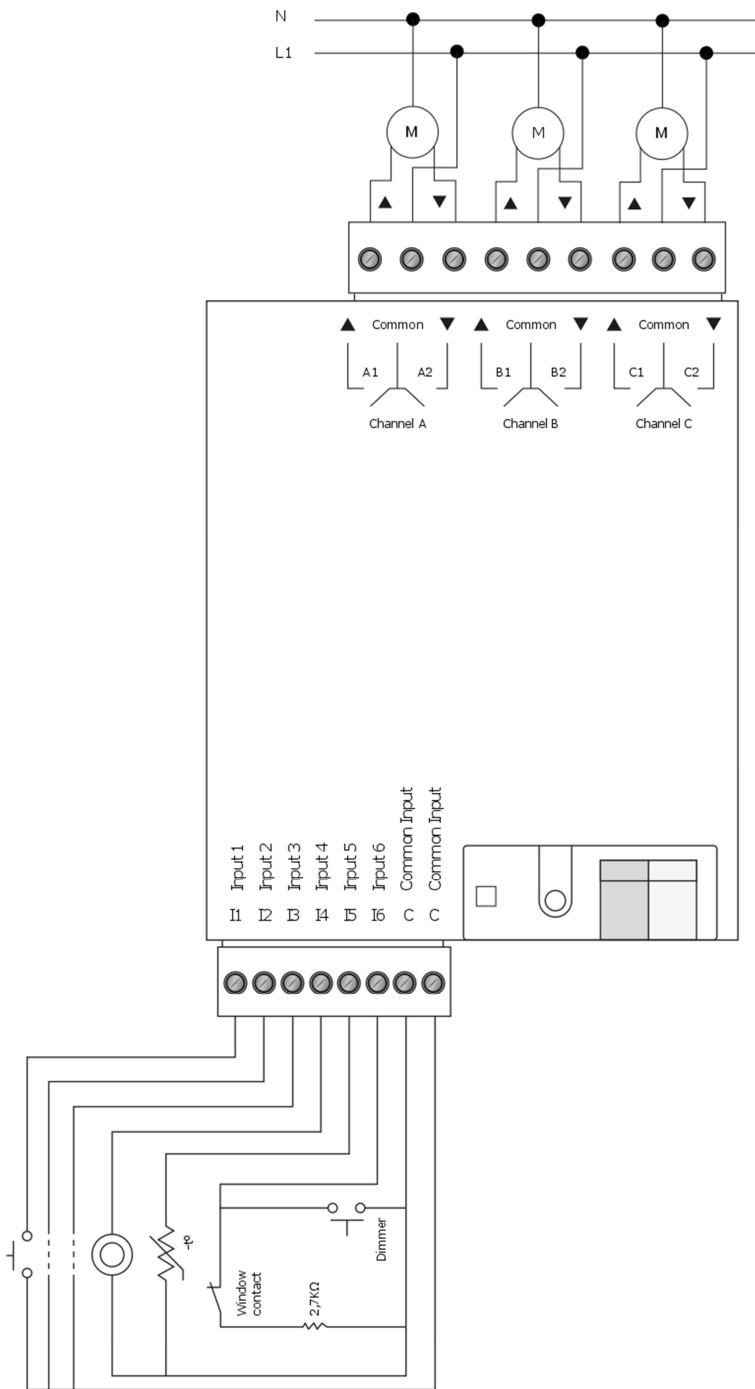 N
L1
M M M
▲ ▼ ▲ ▼ ▲ ▼
▲ Common ▼ ▲ Common ▼ ▲ Common ▼
A1 A2 B1 B2 C1 C2
Channel A Channel B Channel C
Input 1
Input 2
Input 3
Input 4
Input 5
Input 6
Common Input
Common Input
I1 I2 I3 I4 I5 I6 C C
-tº
Window
contact
2,7KΩ
Dimmer